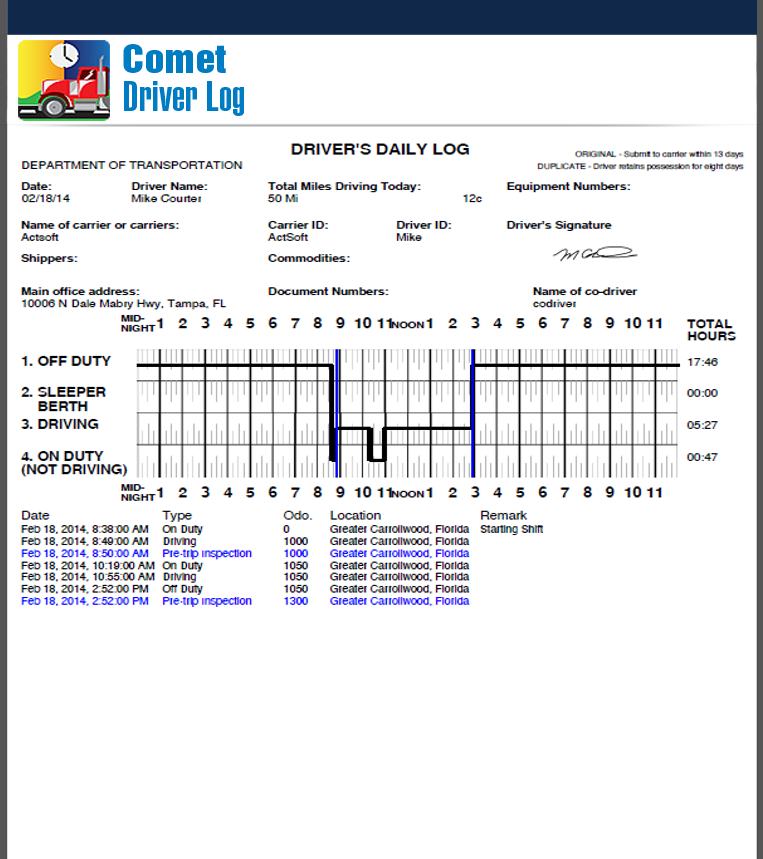 Comet
Driver Log
DRIVER'S DAILY LOG
ORIGINAL - Submit to carrier within 13 days
DEPARTMENT OF TRANSPORTATION
DUPLICATE - Driver retains possession for eight days
Date: Driver Name: Total Miles Driving Today: Equipment Numbers:
02/18/14 Mike Courter 50 Mi 12c
Name of carrier or carriers: Carrier ID: Driver ID: Driver's Signature
Actsoft ActSoft Mike
Shippers: Commodities:
Main office address: Document Numbers: Name of co-driver
10006 N Dale Mabry Hwy, Tampa, FL codriver
MID-NIGHT 1 2 3 4 5 6 7 8 9 10 11 NOON 1 2 3 4 5 6 7 8 9 10 11 TOTAL HOURS
1. OFF DUTY 17:46
2. SLEEPER BERTH 00:00
3. DRIVING 05:27
4. ON DUTY (NOT DRIVING) 00:47
MID-NIGHT 1 2 3 4 5 6 7 8 9 10 11 NOON 1 2 3 4 5 6 7 8 9 10 11
Date Type Odo. Location Remark
Feb 18, 2014, 8:38:00 AM On Duty 0 Greater Carrollwood, Florida Starting Shift
Feb 18, 2014, 8:49:00 AM Driving 1000 Greater Carrollwood, Florida
Feb 18, 2014, 8:50:00 AM Pre-trip inspection 1000 Greater Carrollwood, Florida
Feb 18, 2014, 10:19:00 AM On Duty 1050 Greater Carrollwood, Florida
Feb 18, 2014, 10:55:00 AM Driving 1050 Greater Carrollwood, Florida
Feb 18, 2014, 2:52:00 PM Off Duty 1050 Greater Carrollwood, Florida
Feb 18, 2014, 2:52:00 PM Pre-trip inspection 1300 Greater Carrollwood, Florida